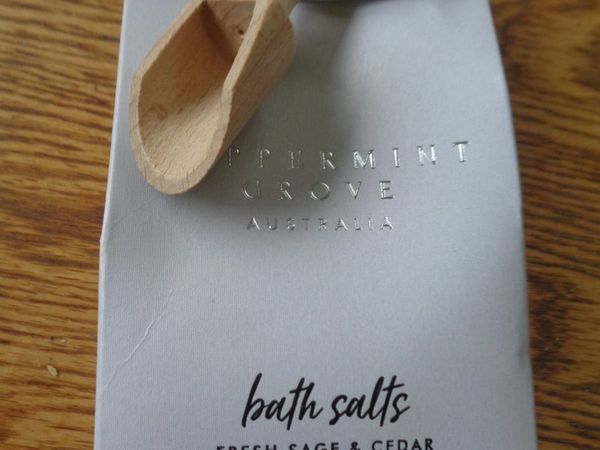 PPERMINT
GROVE
AUSTRALIA
bath salts
FRESH SAGE & CEDAR